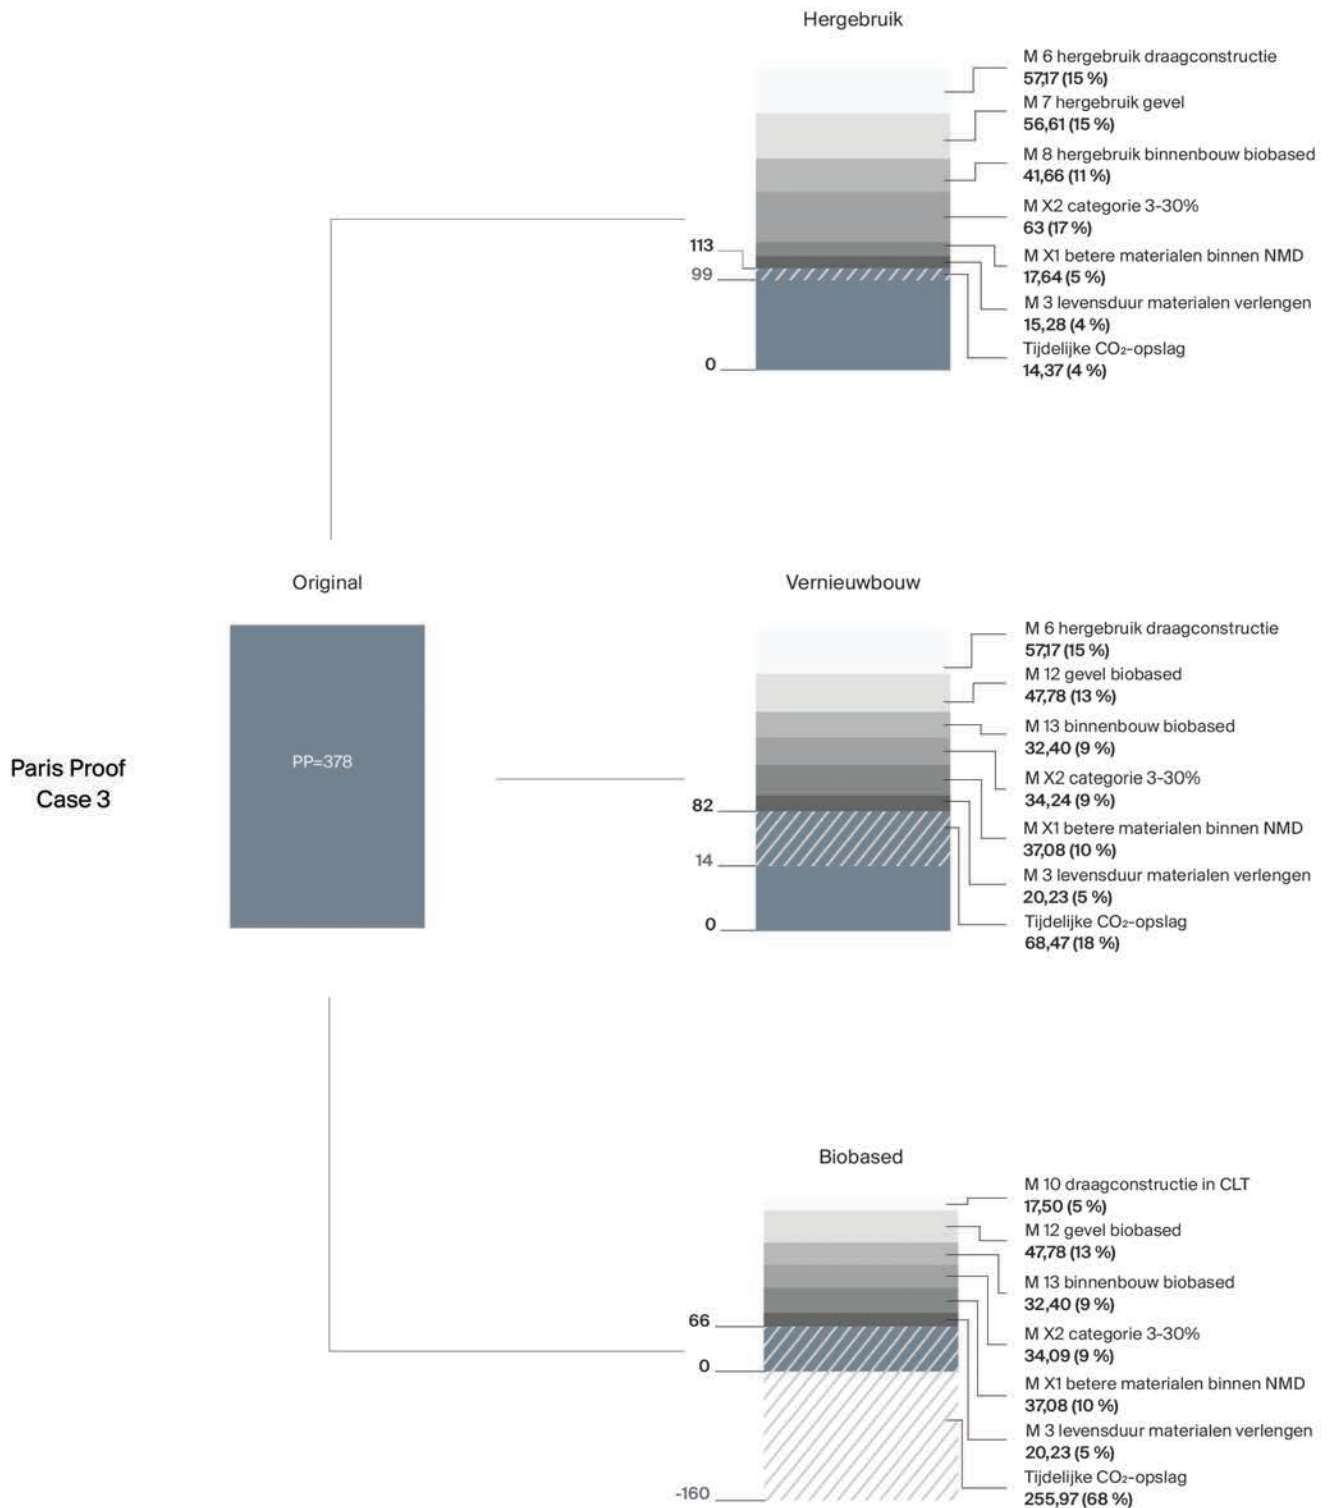 Hergebruik
M 6 hergebruik draagconstructie
57,17 (15 %)
M 7 hergebruik gevel
56,61 (15 %)
M 8 hergebruik binnenbouw biobased
41,66 (11 %)
M X2 categorie 3-30%
63 (17 %)
113
M X1 betere materialen binnen NMD
17,64 (5 %)
99
M 3 levensduur materialen verlengen
15,28 (4 %)
Tijdelijke CO₂-opslag
14,37 (4 %)
0
Original
PP=378
Paris Proof
Case 3
Vernieuwbouw
M 6 hergebruik draagconstructie
57,17 (15 %)
M 12 gevel biobased
47,78 (13 %)
M 13 binnenbouw biobased
32,40 (9 %)
M X2 categorie 3-30%
34,24 (9 %)
82
M X1 betere materialen binnen NMD
37,08 (10 %)
14
M 3 levensduur materialen verlengen
20,23 (5 %)
Tijdelijke CO₂-opslag
68,47 (18 %)
0
Biobased
M 10 draagconstructie in CLT
17,50 (5 %)
M 12 gevel biobased
47,78 (13 %)
M 13 binnenbouw biobased
32,40 (9 %)
66
M X2 categorie 3-30%
34,09 (9 %)
0
M X1 betere materialen binnen NMD
37,08 (10 %)
M 3 levensduur materialen verlengen
20,23 (5 %)
Tijdelijke CO₂-opslag
255,97 (68 %)
-160